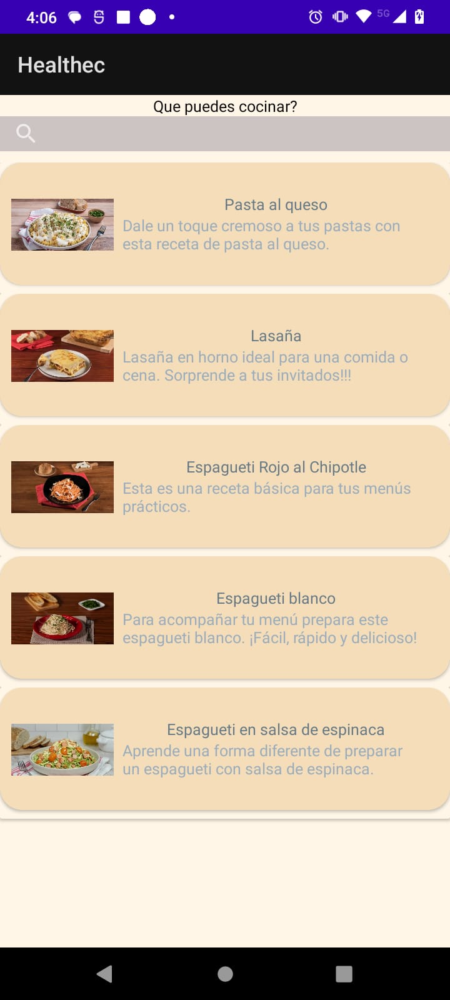 4:06
5G
Healthec
Que puedes cocinar?
Pasta al queso
Dale un toque cremoso a tus pastas con
esta receta de pasta al queso.
Lasaña
Lasaña en horno ideal para una comida o
cena. Sorprende a tus invitados!!!
Espagueti Rojo al Chipotle
Esta es una receta básica para tus menús
prácticos.
Espagueti blanco
Para acompañar tu menú prepara este
espagueti blanco. ¡Fácil, rápido y delicioso!
Espagueti en salsa de espinaca
Aprende una forma diferente de preparar
un espagueti con salsa de espinaca.